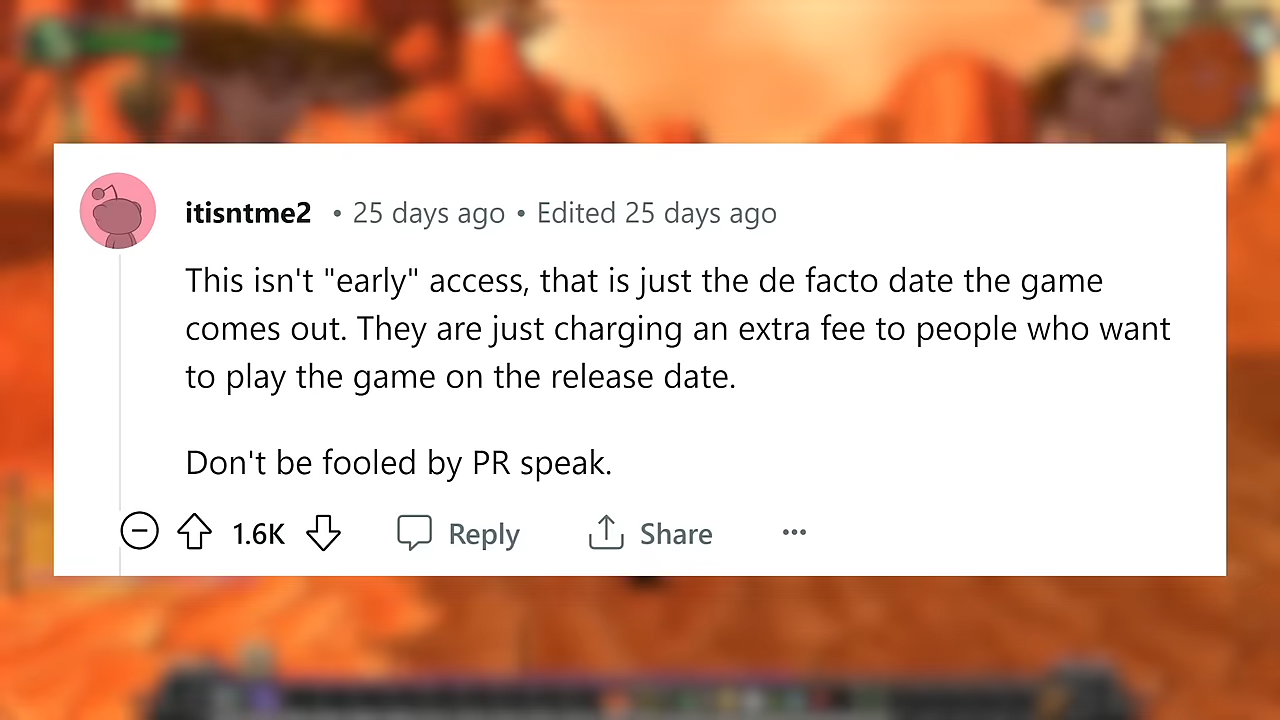 itisntme2 • 25 days ago • Edited 25 days ago
This isn't "early" access, that is just the de facto date the game
comes out. They are just charging an extra fee to people who want
to play the game on the release date.
Don't be fooled by PR speak.
1.6K Reply Share ···